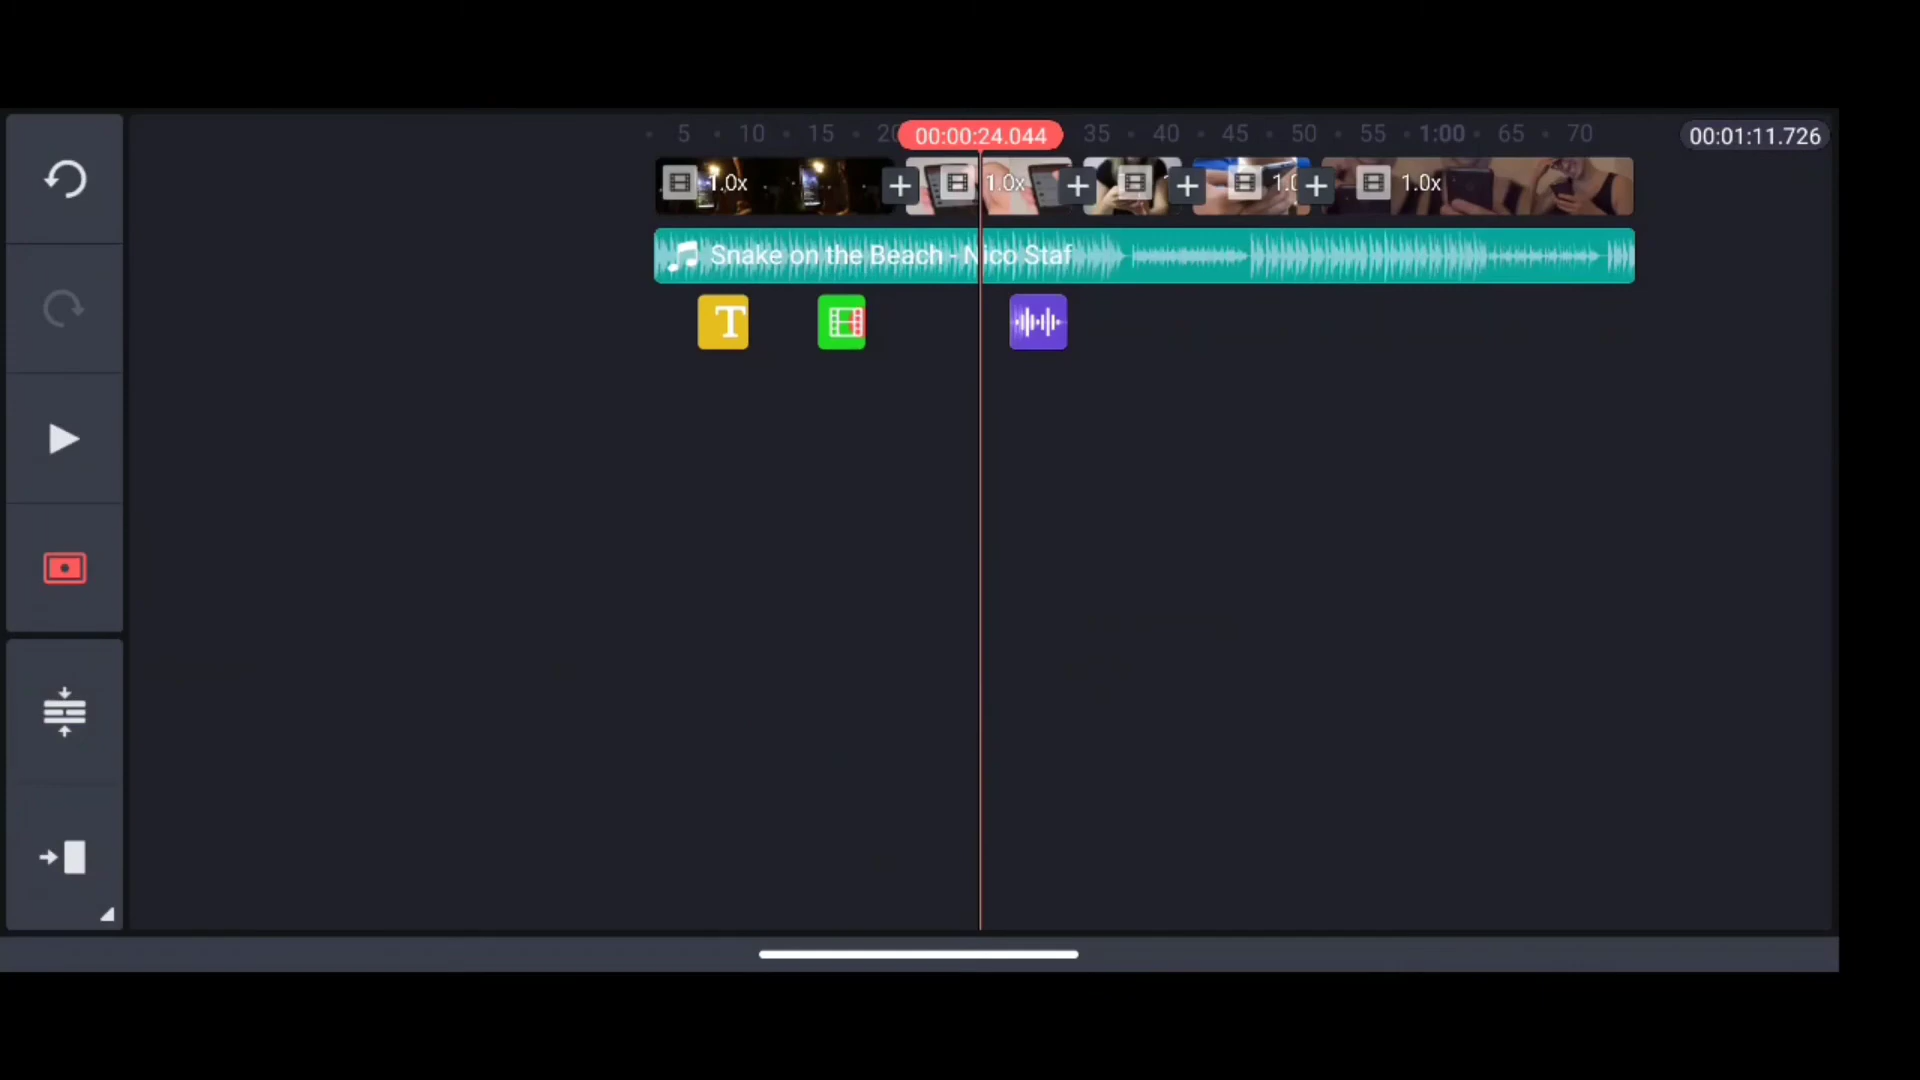 5 10 15 20 00:00:24.044 35 40 45 50 55 1:00 65 70 00:01:11.726
1.0x 1.0x 1.0x
Snake on the Beach - Nico Staf
T